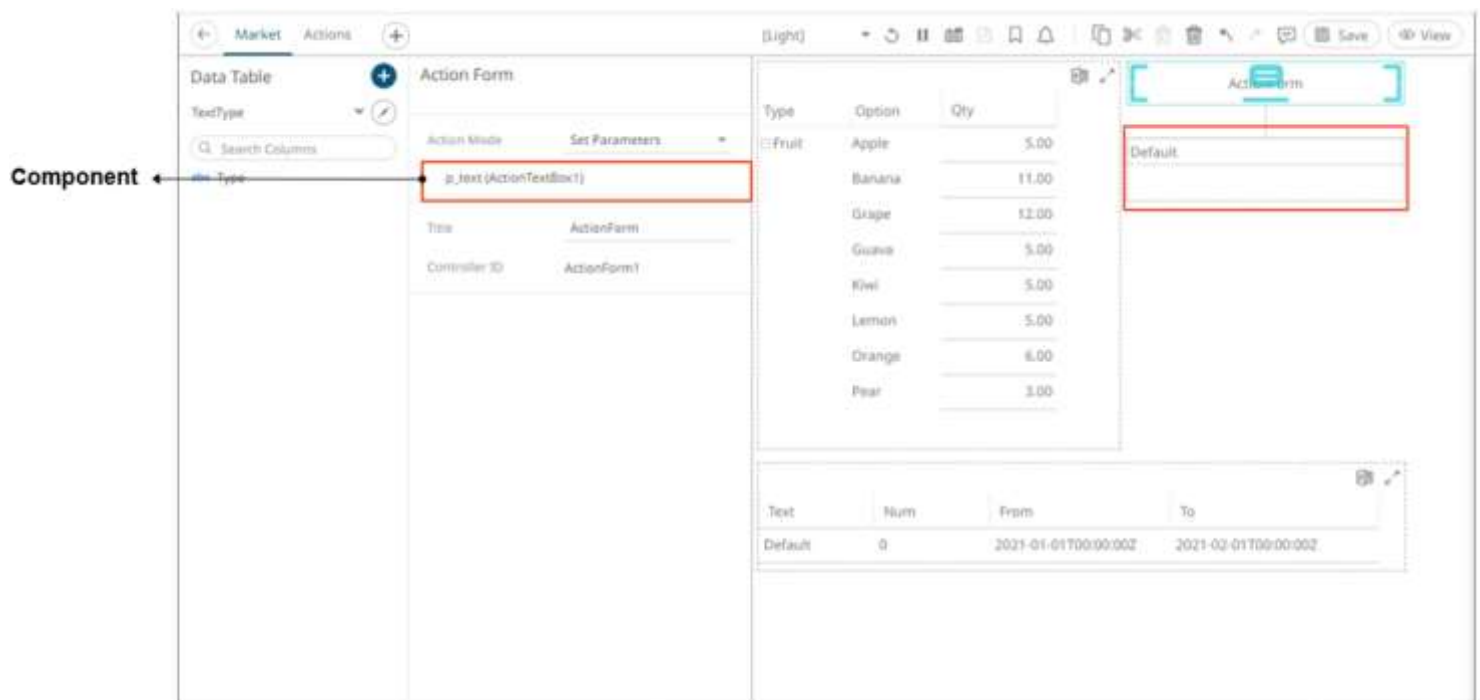 Market Actions
(Light)
Save
View
Data Table
TextType
Search Columns
abc Type
Component
Action Form
Action Mode Set Parameters
p_text (ActionTextBox1)
Title ActionForm
Controller ID ActionForm1
Type Option Qty
Fruit Apple 5.00
Banana 11.00
Grape 12.00
Guava 5.00
Kiwi 5.00
Lemon 5.00
Orange 6.00
Pear 3.00
Default
Text Num From To
Default 0 2021-01-01T00:00:00Z 2021-02-01T00:00:00Z